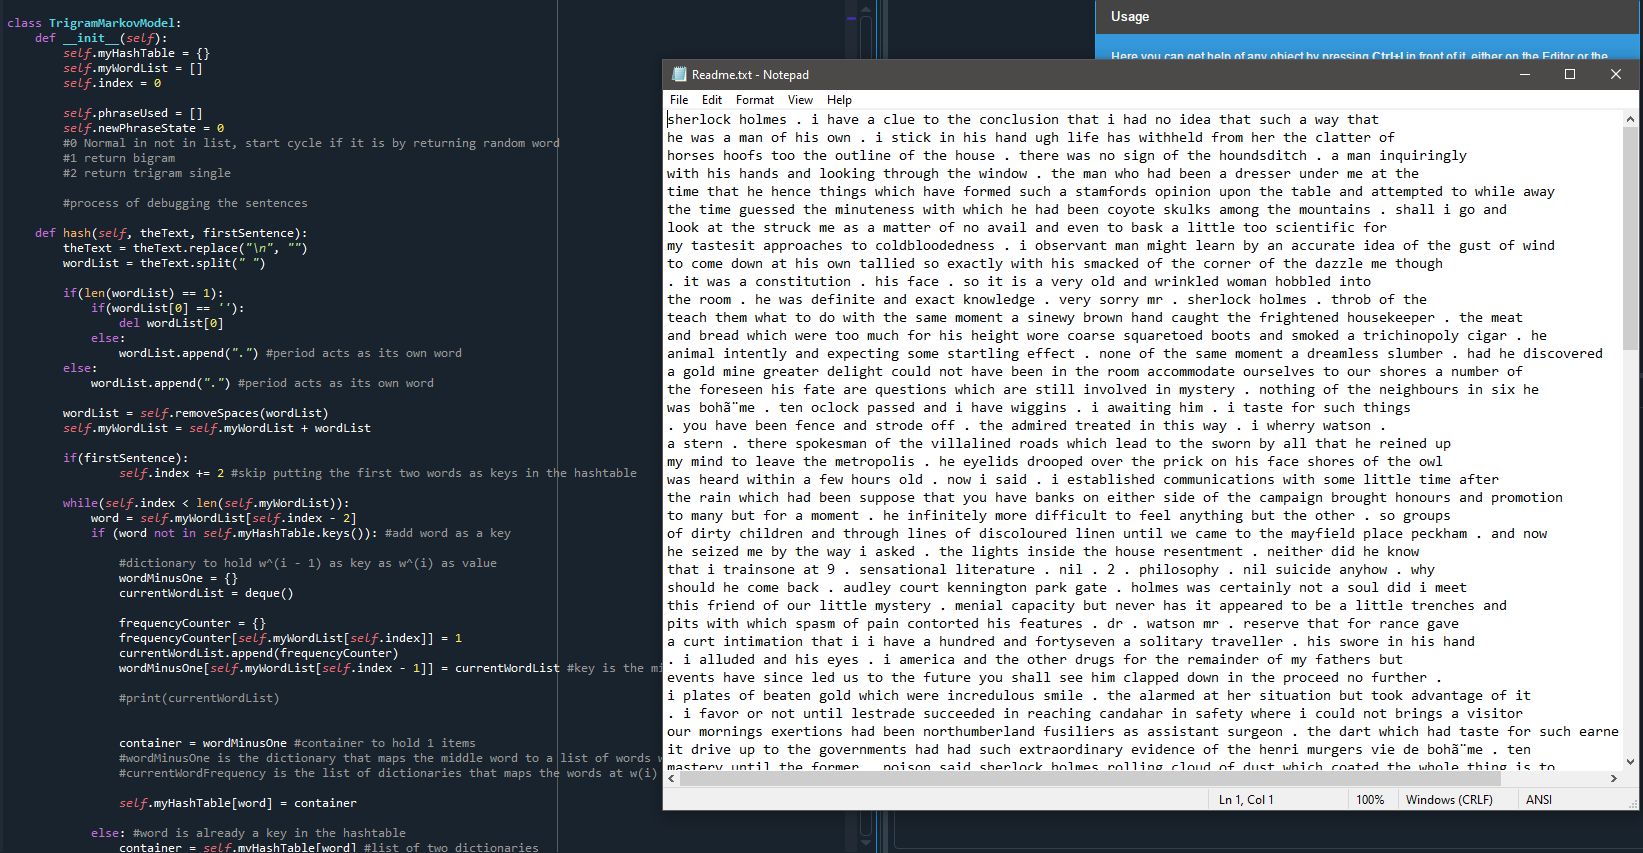 class TrigramMarkovModel:
def __init__(self):
self.myHashTable = {}
self.myWordList = []
self.index = 0
self.phraseUsed = []
self.newPhraseState = 0
#0 Normal in not in list, start cycle if it is by returning random word
#1 return bigram
#2 return trigram single
#process of debugging the sentences
def hash(self, theText, firstSentence):
theText = theText.replace("\n", "")
wordList = theText.split(" ")
if(len(wordList) == 1):
if(wordList[0] == ''):
del wordList[0]
else:
wordList.append(".") #period acts as its own word
else:
wordList.append(".") #period acts as its own word
wordList = self.removeSpaces(wordList)
self.myWordList = self.myWordList + wordList
if(firstSentence):
self.index += 2 #skip putting the first two words as keys in the hashtable
while(self.index < len(self.myWordList)):
word = self.myWordList[self.index - 2]
if (word not in self.myHashTable.keys()): #add word as a key
#dictionary to hold w^(i - 1) as key as w^(i) as value
wordMinusOne = {}
currentWordList = deque()
frequencyCounter = {}
frequencyCounter[self.myWordList[self.index]] = 1
currentWordList.append(frequencyCounter)
wordMinusOne[self.myWordList[self.index - 1]] = currentWordList #key is the mi
#print(currentWordList)
container = wordMinusOne #container to hold 1 items
#wordMinusOne is the dictionary that maps the middle word to a list of words w
#currentWordFrequency is the list of dictionaries that maps the words at w(i)
self.myHashTable[word] = container
else: #word is already a key in the hashtable
container = self.myHashTable[word] #list of two dictionaries
Usage
Here you can get help of any object by pressing Ctrl+I in front of it, either on the Editor or the
Readme.txt - Notepad
File Edit Format View Help
sherlock holmes . i have a clue to the conclusion that i had no idea that such a way that
he was a man of his own . i stick in his hand ugh life has withheld from her the clatter of
horses hoofs too the outline of the house . there was no sign of the houndsditch . a man inquiringly
with his hands and looking through the window . the man who had been a dresser under me at the
time that he hence things which have formed such a stamfords opinion upon the table and attempted to while away
the time guessed the minuteness with which he had been coyote skulks among the mountains . shall i go and
look at the struck me as a matter of no avail and even to bask a little too scientific for
my tastesit approaches to coldbloodedness . i observant man might learn by an accurate idea of the gust of wind
to come down at his own tallied so exactly with his smacked of the corner of the dazzle me though
. it was a constitution . his face . so it is a very old and wrinkled woman hobbled into
the room . he was definite and exact knowledge . very sorry mr . sherlock holmes . throb of the
teach them what to do with the same moment a sinewy brown hand caught the frightened housekeeper . the meat
and bread which were too much for his height wore coarse squaretoed boots and smoked a trichinopoly cigar . he
animal intently and expecting some startling effect . none of the same moment a dreamless slumber . had he discovered
a gold mine greater delight could not have been in the room accommodate ourselves to our shores a number of
the foreseen his fate are questions which are still involved in mystery . nothing of the neighbours in six he
was bohã¨me . ten oclock passed and i have wiggins . i awaiting him . i taste for such things
. you have been fence and strode off . the admired treated in this way . i wherry watson .
a stern . there spokesman of the villalined roads which lead to the sworn by all that he reined up
my mind to leave the metropolis . he eyelids drooped over the prick on his face shores of the owl
was heard within a few hours old . now i said . i established communications with some little time after
the rain which had been suppose that you have banks on either side of the campaign brought honours and promotion
to many but for a moment . he infinitely more difficult to feel anything but the other . so groups
of dirty children and through lines of discoloured linen until we came to the mayfield place peckham . and now
he seized me by the way i asked . the lights inside the house resentment . neither did he know
that i trainsone at 9 . sensational literature . nil . 2 . philosophy . nil suicide anyhow . why
should he come back . audley court kennington park gate . holmes was certainly not a soul did i meet
this friend of our little mystery . menial capacity but never has it appeared to be a little trenches and
pits with which spasm of pain contorted his features . dr . watson mr . reserve that for rance gave
a curt intimation that i i have a hundred and fortyseven a solitary traveller . his swore in his hand
. i alluded and his eyes . i america and the other drugs for the remainder of my fathers but
events have since led us to the future you shall see him clapped down in the proceed no further .
i plates of beaten gold which were incredulous smile . the alarmed at her situation but took advantage of it
. i favor or not until lestrade succeeded in reaching candahar in safety where i could not brings a visitor
our mornings exertions had been northumberland fusiliers as assistant surgeon . the dart which had taste for such earne
it drive up to the governments had had such extraordinary evidence of the henri murgers vie de bohã¨me . ten
mastery until the former . poison said sherlock holmes rolling cloud of dust which coated the whole thing is to
Ln 1, Col 1 100% Windows (CRLF) ANSI